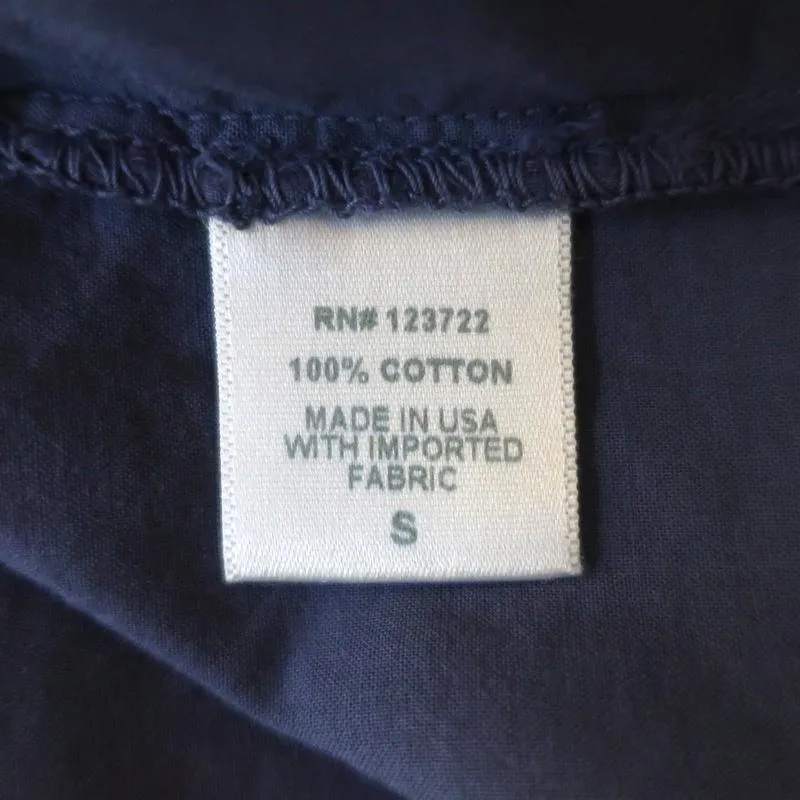 RN# 123722
100% COTTON
MADE IN USA
WITH IMPORTED
FABRIC
S